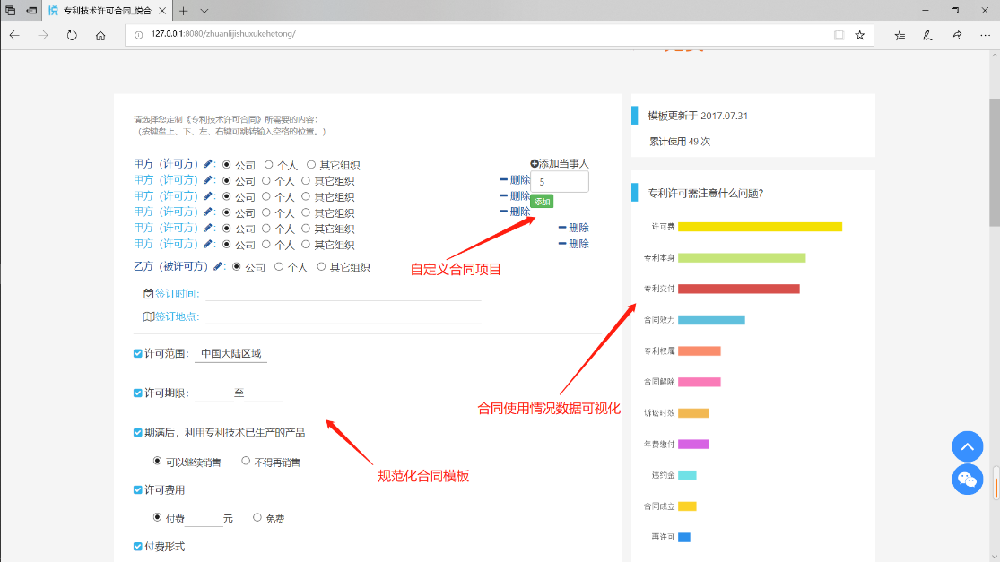 专利技术许可合同_悦合
127.0.0.1:8080/zhuanlijishuxukehetong/
请选择您定制《专利技术许可合同》所需要的内容:
(按键盘上、下、左、右键可跳转输入空格的位置。)
甲方（许可方） : 公司 个人 其它组织 添加当事人
甲方（许可方） : 公司 个人 其它组织 删除 5
甲方（许可方） : 公司 个人 其它组织 删除 添加
甲方（许可方） : 公司 个人 其它组织 删除
甲方（许可方） : 公司 个人 其它组织 删除
甲方（许可方） : 公司 个人 其它组织 删除
乙方（被许可方） : 公司 个人 其它组织
自定义合同项目
签订时间:
签订地点:
许可范围: 中国大陆区域
许可期限: 至
期满后，利用专利技术已生产的产品
可以继续销售 不得再销售
规范化合同模板
许可费用
付费 元 免费
付费形式
模板更新于 2017.07.31
累计使用 49 次
专利许可需注意什么问题?
许可费
专利本身
专利交付
合同效力
专利权属
合同解除
诉讼时效
年费缴付
违约金
合同成立
再许可
合同使用情况数据可视化